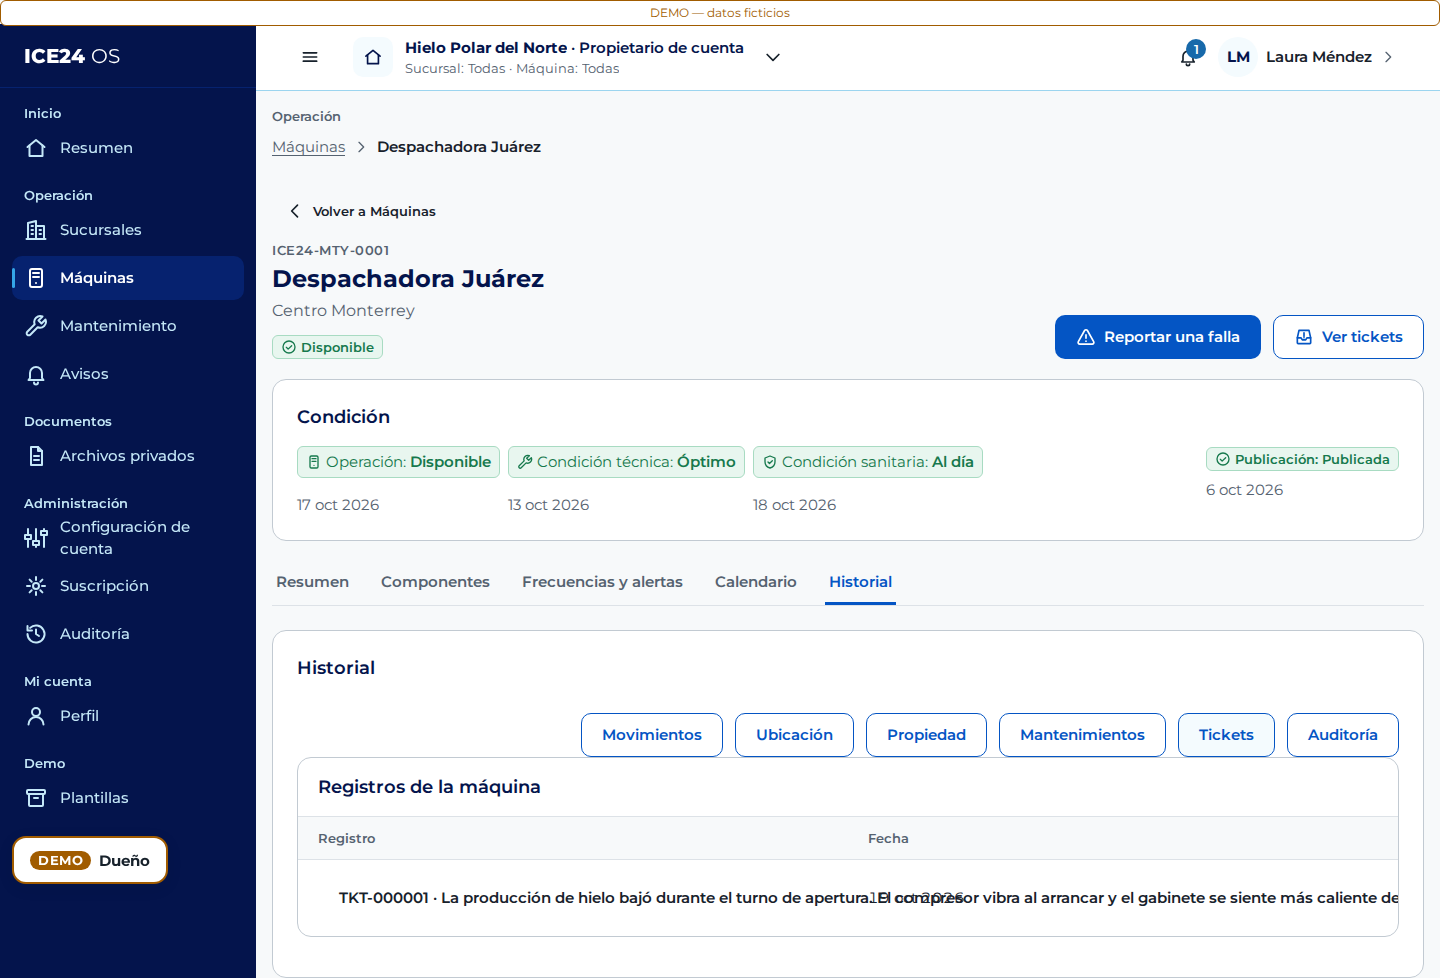 DEMO — datos ficticios
ICE24 OS
Inicio
Resumen
Operación
Sucursales
Máquinas
Mantenimiento
Avisos
Documentos
Archivos privados
Administración
Configuración de
cuenta
Suscripción
Auditoría
Mi cuenta
Perfil
Demo
Plantillas
DEMO Dueño
Hielo Polar del Norte · Propietario de cuenta
Sucursal: Todas · Máquina: Todas
1
LM Laura Méndez
Operación
Máquinas > Despachadora Juárez
Volver a Máquinas
ICE24-MTY-0001
Despachadora Juárez
Centro Monterrey
Disponible
Reportar una falla
Ver tickets
Condición
Operación: Disponible
17 oct 2026
Condición técnica: Óptimo
13 oct 2026
Condición sanitaria: Al día
18 oct 2026
Publicación: Publicada
6 oct 2026
Resumen Componentes Frecuencias y alertas Calendario Historial
Historial
Movimientos Ubicación Propiedad Mantenimientos Tickets Auditoría
Registros de la máquina
Registro Fecha
TKT-000001 · La producción de hielo bajó durante el turno de apertura. El compresor vibra al arrancar y el gabinete se siente más caliente de
oct 2026